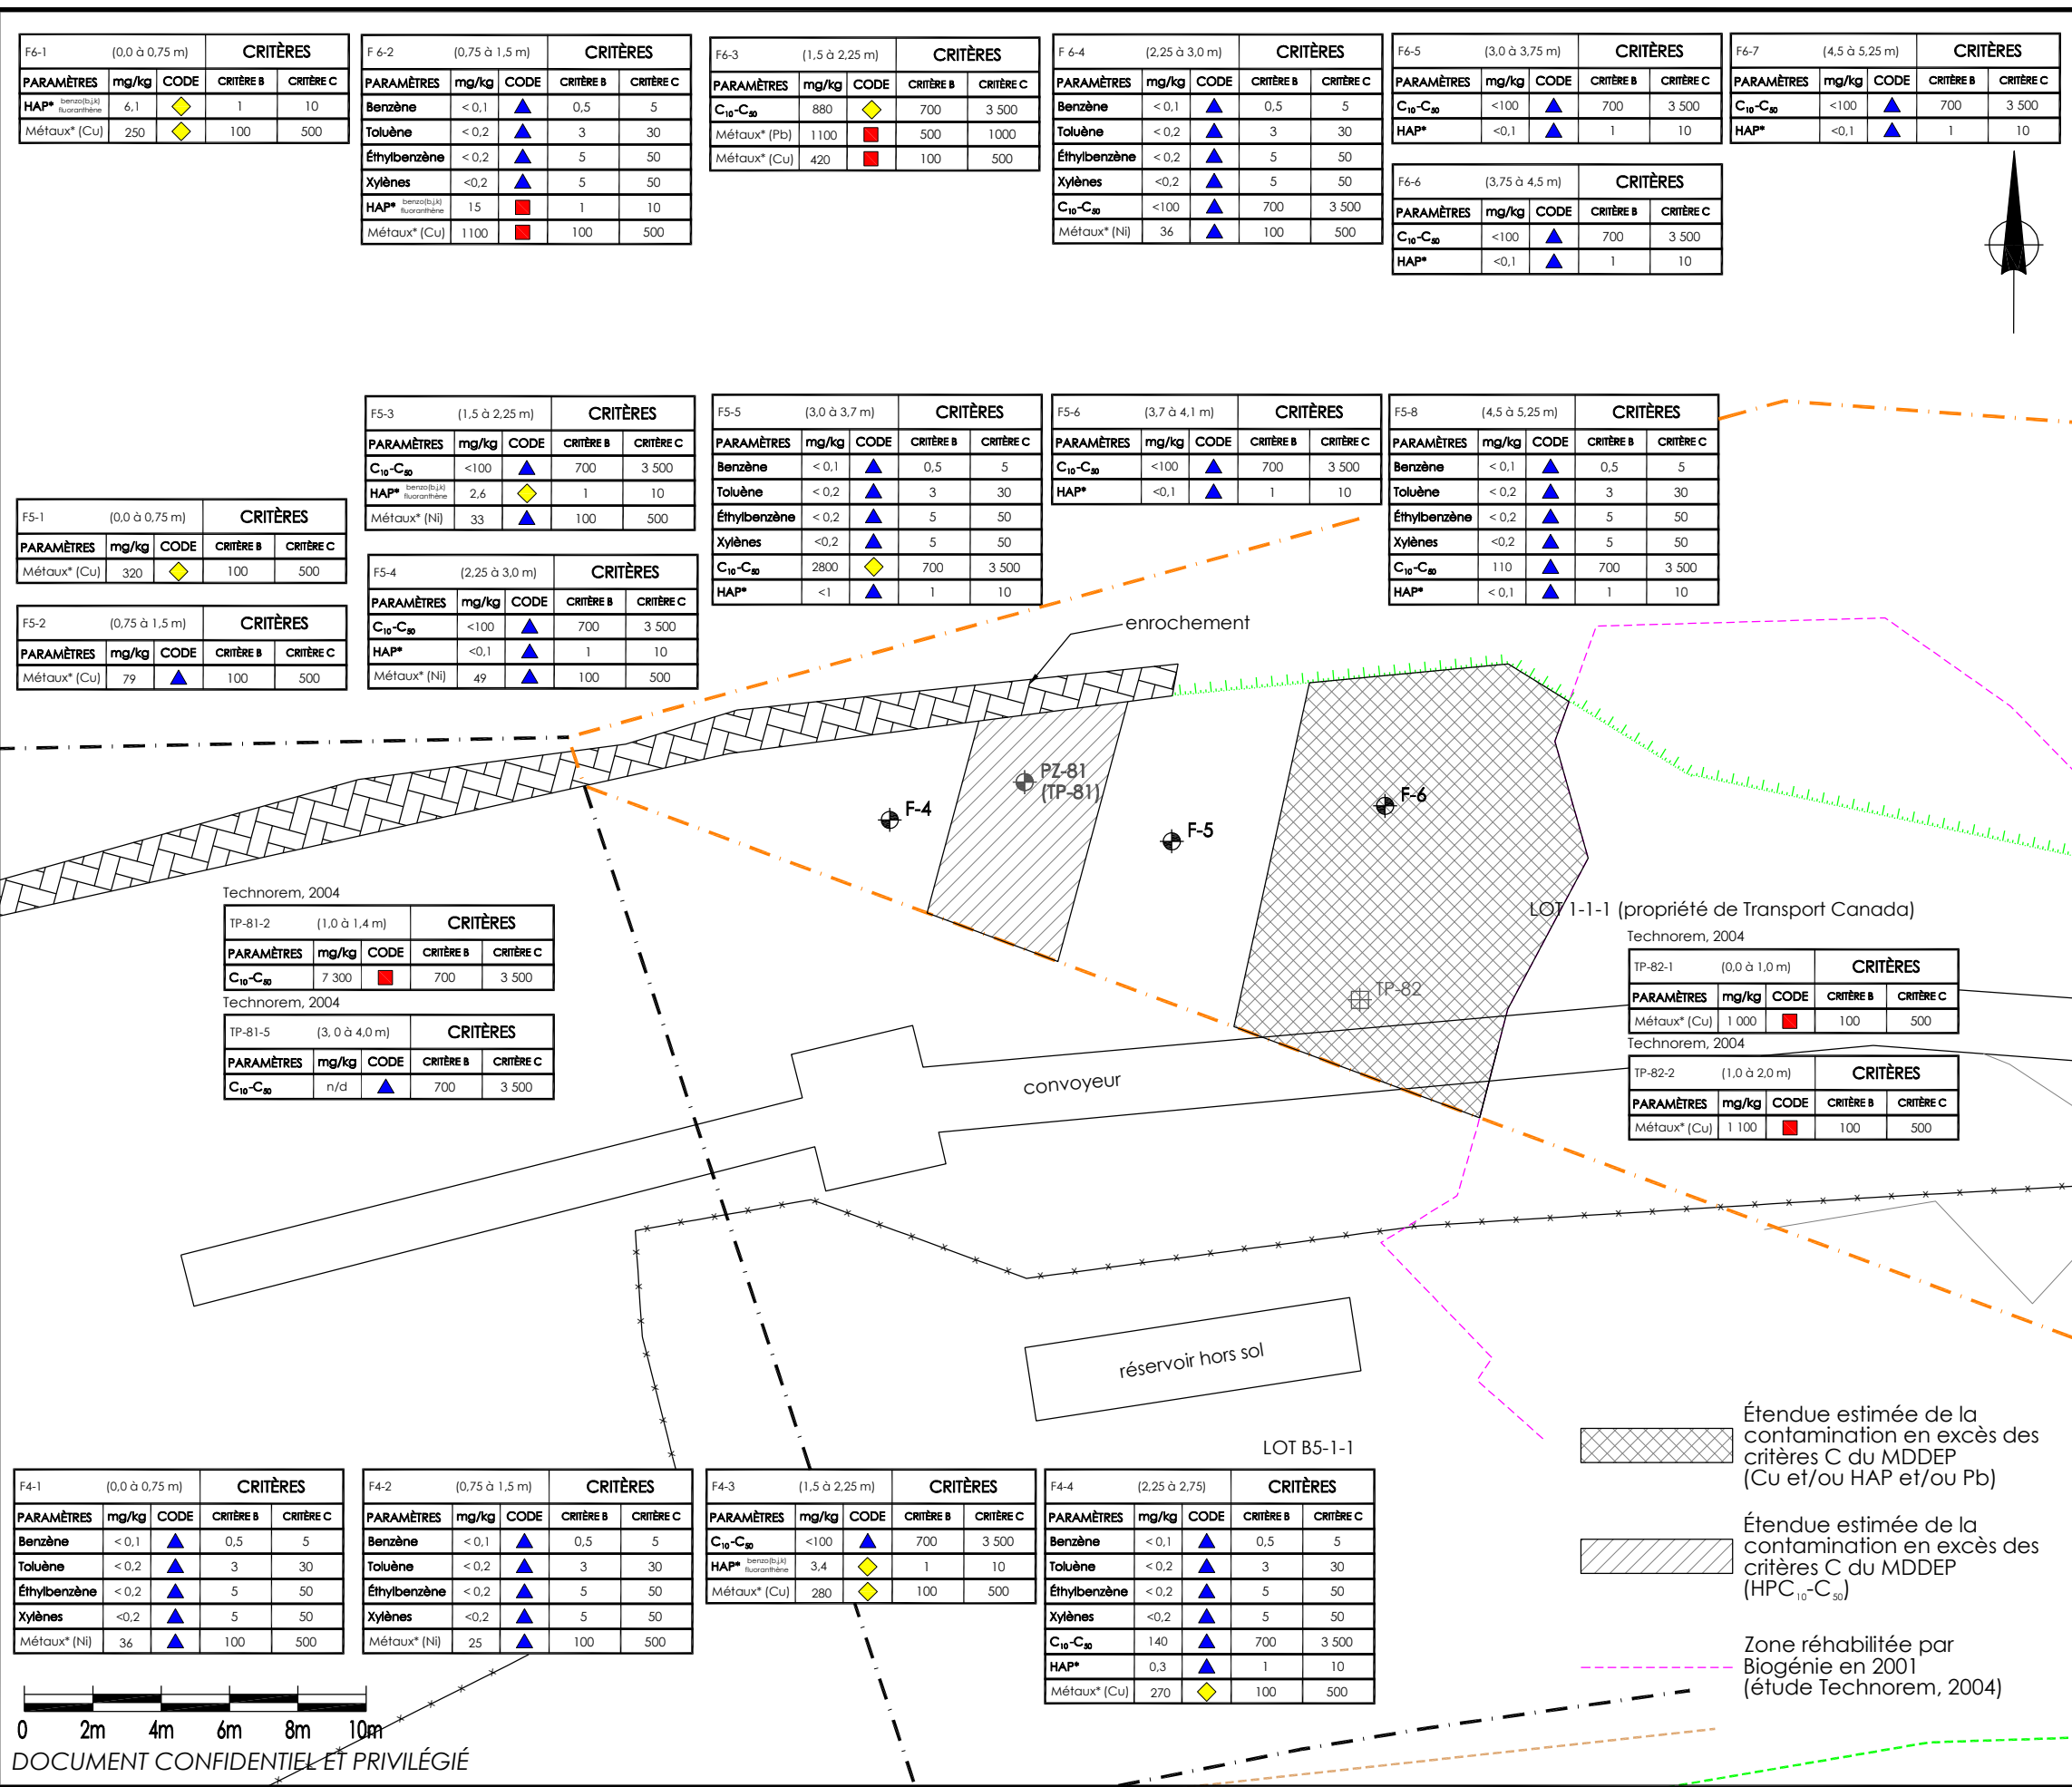 F6-1 (0,0 à 0,75 m) CRITÈRES
PARAMÈTRES mg/kg CODE CRITÈRE B CRITÈRE C
HAP* benzo(b,j,k) fluoranthène 6,1 1 10
Métaux* (Cu) 250 100 500
F 6-2 (0,75 à 1,5 m) CRITÈRES
PARAMÈTRES mg/kg CODE CRITÈRE B CRITÈRE C
Benzène < 0,1 0,5 5
Toluène < 0,2 3 30
Éthylbenzène < 0,2 5 50
Xylènes <0,2 5 50
HAP* benzo(b,j,k) fluoranthène 15 1 10
Métaux* (Cu) 1100 100 500
F6-3 (1,5 à 2,25 m) CRITÈRES
PARAMÈTRES mg/kg CODE CRITÈRE B CRITÈRE C
C10-C50 880 700 3 500
Métaux* (Pb) 1100 500 1000
Métaux* (Cu) 420 100 500
F 6-4 (2,25 à 3,0 m) CRITÈRES
PARAMÈTRES mg/kg CODE CRITÈRE B CRITÈRE C
Benzène < 0,1 0,5 5
Toluène < 0,2 3 30
Éthylbenzène < 0,2 5 50
Xylènes <0,2 5 50
C10-C50 <100 700 3 500
Métaux* (Ni) 36 100 500
F6-5 (3,0 à 3,75 m) CRITÈRES
PARAMÈTRES mg/kg CODE CRITÈRE B CRITÈRE C
C10-C50 <100 700 3 500
HAP* <0,1 1 10
F6-7 (4,5 à 5,25 m) CRITÈRES
PARAMÈTRES mg/kg CODE CRITÈRE B CRITÈRE C
C10-C50 <100 700 3 500
HAP* <0,1 1 10
F6-6 (3,75 à 4,5 m) CRITÈRES
PARAMÈTRES mg/kg CODE CRITÈRE B CRITÈRE C
C10-C50 <100 700 3 500
HAP* <0,1 1 10
F5-1 (0,0 à 0,75 m) CRITÈRES
PARAMÈTRES mg/kg CODE CRITÈRE B CRITÈRE C
Métaux* (Cu) 320 100 500
F5-2 (0,75 à 1,5 m) CRITÈRES
PARAMÈTRES mg/kg CODE CRITÈRE B CRITÈRE C
Métaux* (Cu) 79 100 500
F5-3 (1,5 à 2,25 m) CRITÈRES
PARAMÈTRES mg/kg CODE CRITÈRE B CRITÈRE C
C10-C50 <100 700 3 500
HAP* benzo(b,j,k) fluoranthène 2,6 1 10
Métaux* (Ni) 33 100 500
F5-4 (2,25 à 3,0 m) CRITÈRES
PARAMÈTRES mg/kg CODE CRITÈRE B CRITÈRE C
C10-C50 <100 700 3 500
HAP* <0,1 1 10
Métaux* (Ni) 49 100 500
F5-5 (3,0 à 3,7 m) CRITÈRES
PARAMÈTRES mg/kg CODE CRITÈRE B CRITÈRE C
Benzène < 0,1 0,5 5
Toluène < 0,2 3 30
Éthylbenzène < 0,2 5 50
Xylènes <0,2 5 50
C10-C50 2800 700 3 500
HAP* <1 1 10
F5-6 (3,7 à 4,1 m) CRITÈRES
PARAMÈTRES mg/kg CODE CRITÈRE B CRITÈRE C
C10-C50 <100 700 3 500
HAP* <0,1 1 10
F5-8 (4,5 à 5,25 m) CRITÈRES
PARAMÈTRES mg/kg CODE CRITÈRE B CRITÈRE C
Benzène < 0,1 0,5 5
Toluène < 0,2 3 30
Éthylbenzène < 0,2 5 50
Xylènes <0,2 5 50
C10-C50 110 700 3 500
HAP* < 0,1 1 10
enrochement
PZ-81
(TP-81)
F-4
F-5
F-6
TP-82
LOT 1-1-1 (propriété de Transport Canada)
Technorem, 2004
TP-81-2 (1,0 à 1,4 m) CRITÈRES
PARAMÈTRES mg/kg CODE CRITÈRE B CRITÈRE C
C10-C50 7 300 700 3 500
Technorem, 2004
TP-81-5 (3, 0 à 4,0 m) CRITÈRES
PARAMÈTRES mg/kg CODE CRITÈRE B CRITÈRE C
C10-C50 n/d 700 3 500
Technorem, 2004
TP-82-1 (0,0 à 1,0 m) CRITÈRES
PARAMÈTRES mg/kg CODE CRITÈRE B CRITÈRE C
Métaux* (Cu) 1 000 100 500
Technorem, 2004
TP-82-2 (1,0 à 2,0 m) CRITÈRES
PARAMÈTRES mg/kg CODE CRITÈRE B CRITÈRE C
Métaux* (Cu) 1 100 100 500
convoyeur
réservoir hors sol
LOT B5-1-1
F4-1 (0,0 à 0,75 m) CRITÈRES
PARAMÈTRES mg/kg CODE CRITÈRE B CRITÈRE C
Benzène < 0,1 0,5 5
Toluène < 0,2 3 30
Éthylbenzène < 0,2 5 50
Xylènes <0,2 5 50
Métaux* (Ni) 36 100 500
F4-2 (0,75 à 1,5 m) CRITÈRES
PARAMÈTRES mg/kg CODE CRITÈRE B CRITÈRE C
Benzène < 0,1 0,5 5
Toluène < 0,2 3 30
Éthylbenzène < 0,2 5 50
Xylènes <0,2 5 50
Métaux* (Ni) 25 100 500
F4-3 (1,5 à 2,25 m) CRITÈRES
PARAMÈTRES mg/kg CODE CRITÈRE B CRITÈRE C
C10-C50 <100 700 3 500
HAP* benzo(b,j,k) fluoranthène 3,4 1 10
Métaux* (Cu) 280 100 500
F4-4 (2,25 à 2,75) CRITÈRES
PARAMÈTRES mg/kg CODE CRITÈRE B CRITÈRE C
Benzène < 0,1 0,5 5
Toluène < 0,2 3 30
Éthylbenzène < 0,2 5 50
Xylènes <0,2 5 50
C10-C50 140 700 3 500
HAP* 0,3 1 10
Métaux* (Cu) 270 100 500
Étendue estimée de la
contamination en excès des
critères C du MDDEP
(Cu et/ou HAP et/ou Pb)
Étendue estimée de la
contamination en excès des
critères C du MDDEP
(HPC10-C50)
Zone réhabilitée par
Biogénie en 2001
(étude Technorem, 2004)
0 2m 4m 6m 8m 10m
DOCUMENT CONFIDENTIEL ET PRIVILÉGIÉ